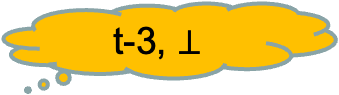 t-3, ⊥